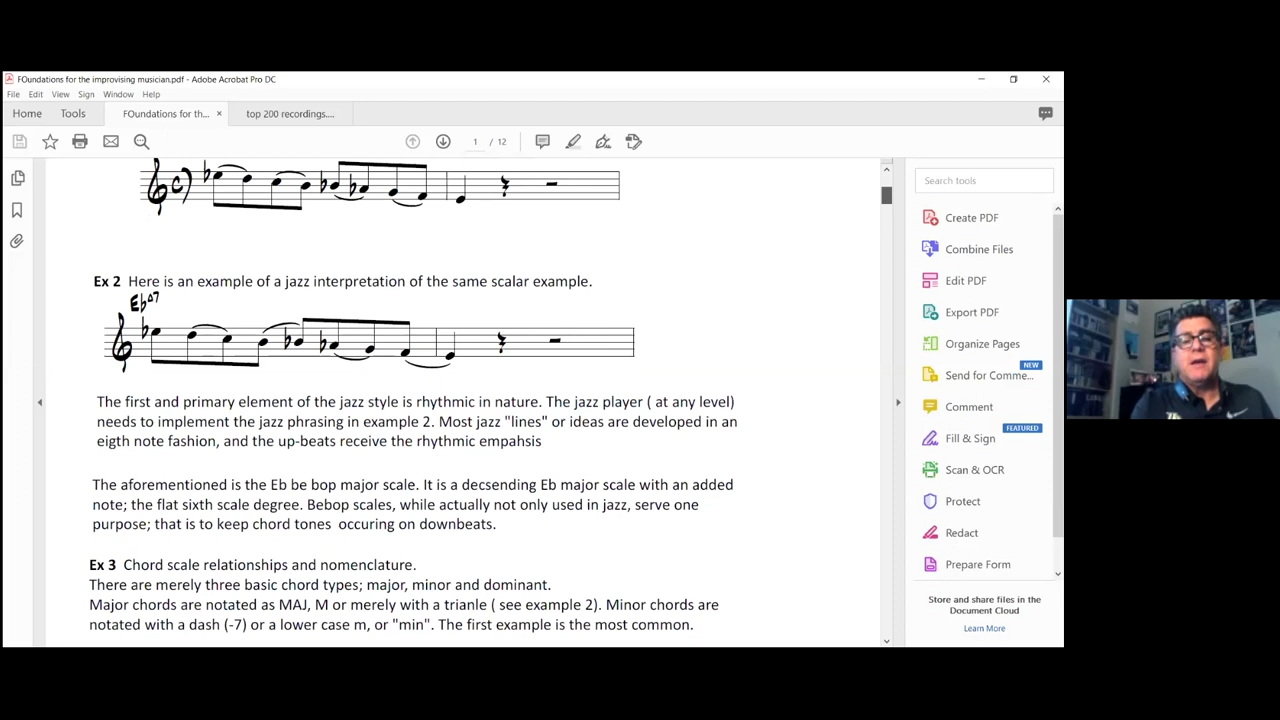 FOundations for the improvising musician.pdf - Adobe Acrobat Pro DC
File Edit View Sign Window Help
Home Tools FOundations for th... × top 200 recordings....
1 / 12
Search tools
Create PDF
Combine Files
Edit PDF
Export PDF
Organize Pages
NEW
Send for Comme...
Comment
FEATURED
Fill & Sign
Scan & OCR
Protect
Redact
Prepare Form
Store and share files in the
Document Cloud
Learn More
Ex 2 Here is an example of a jazz interpretation of the same scalar example.
E♭Δ7
The first and primary element of the jazz style is rhythmic in nature. The jazz player ( at any level)
needs to implement the jazz phrasing in example 2. Most jazz "lines" or ideas are developed in an
eigth note fashion, and the up-beats receive the rhythmic empahsis
The aforementioned is the Eb be bop major scale. It is a decsending Eb major scale with an added
note; the flat sixth scale degree. Bebop scales, while actually not only used in jazz, serve one
purpose; that is to keep chord tones occuring on downbeats.
Ex 3 Chord scale relationships and nomenclature.
There are merely three basic chord types; major, minor and dominant.
Major chords are notated as MAJ, M or merely with a trianle ( see example 2). Minor chords are
notated with a dash (-7) or a lower case m, or "min". The first example is the most common.